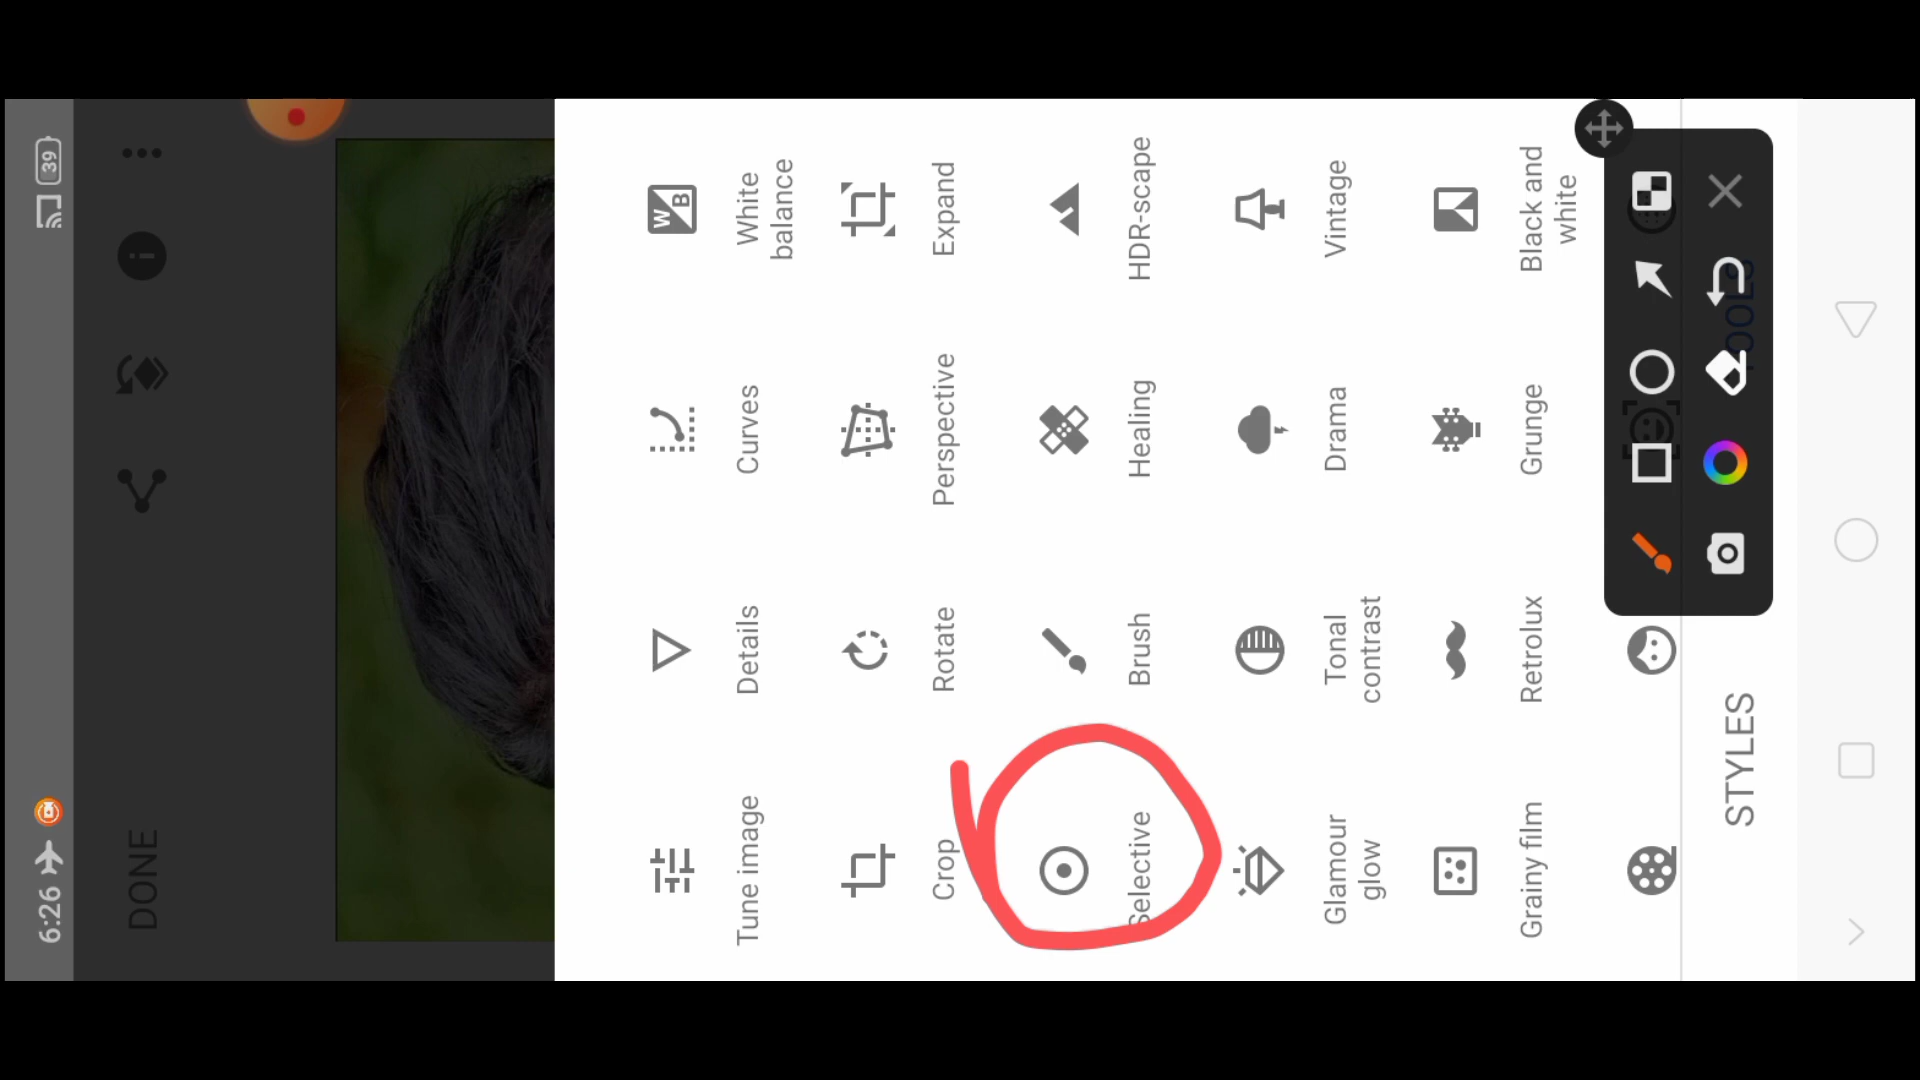 6:26
39
DONE
Tune image
Details
Curves
White
balance
Crop
Rotate
Perspective
Expand
Selective
Brush
Healing
HDR-scape
Glamour
glow
Tonal
contrast
Drama
Vintage
Grainy film
Retrolux
Grunge
Black and
white
STYLES
TOOLS